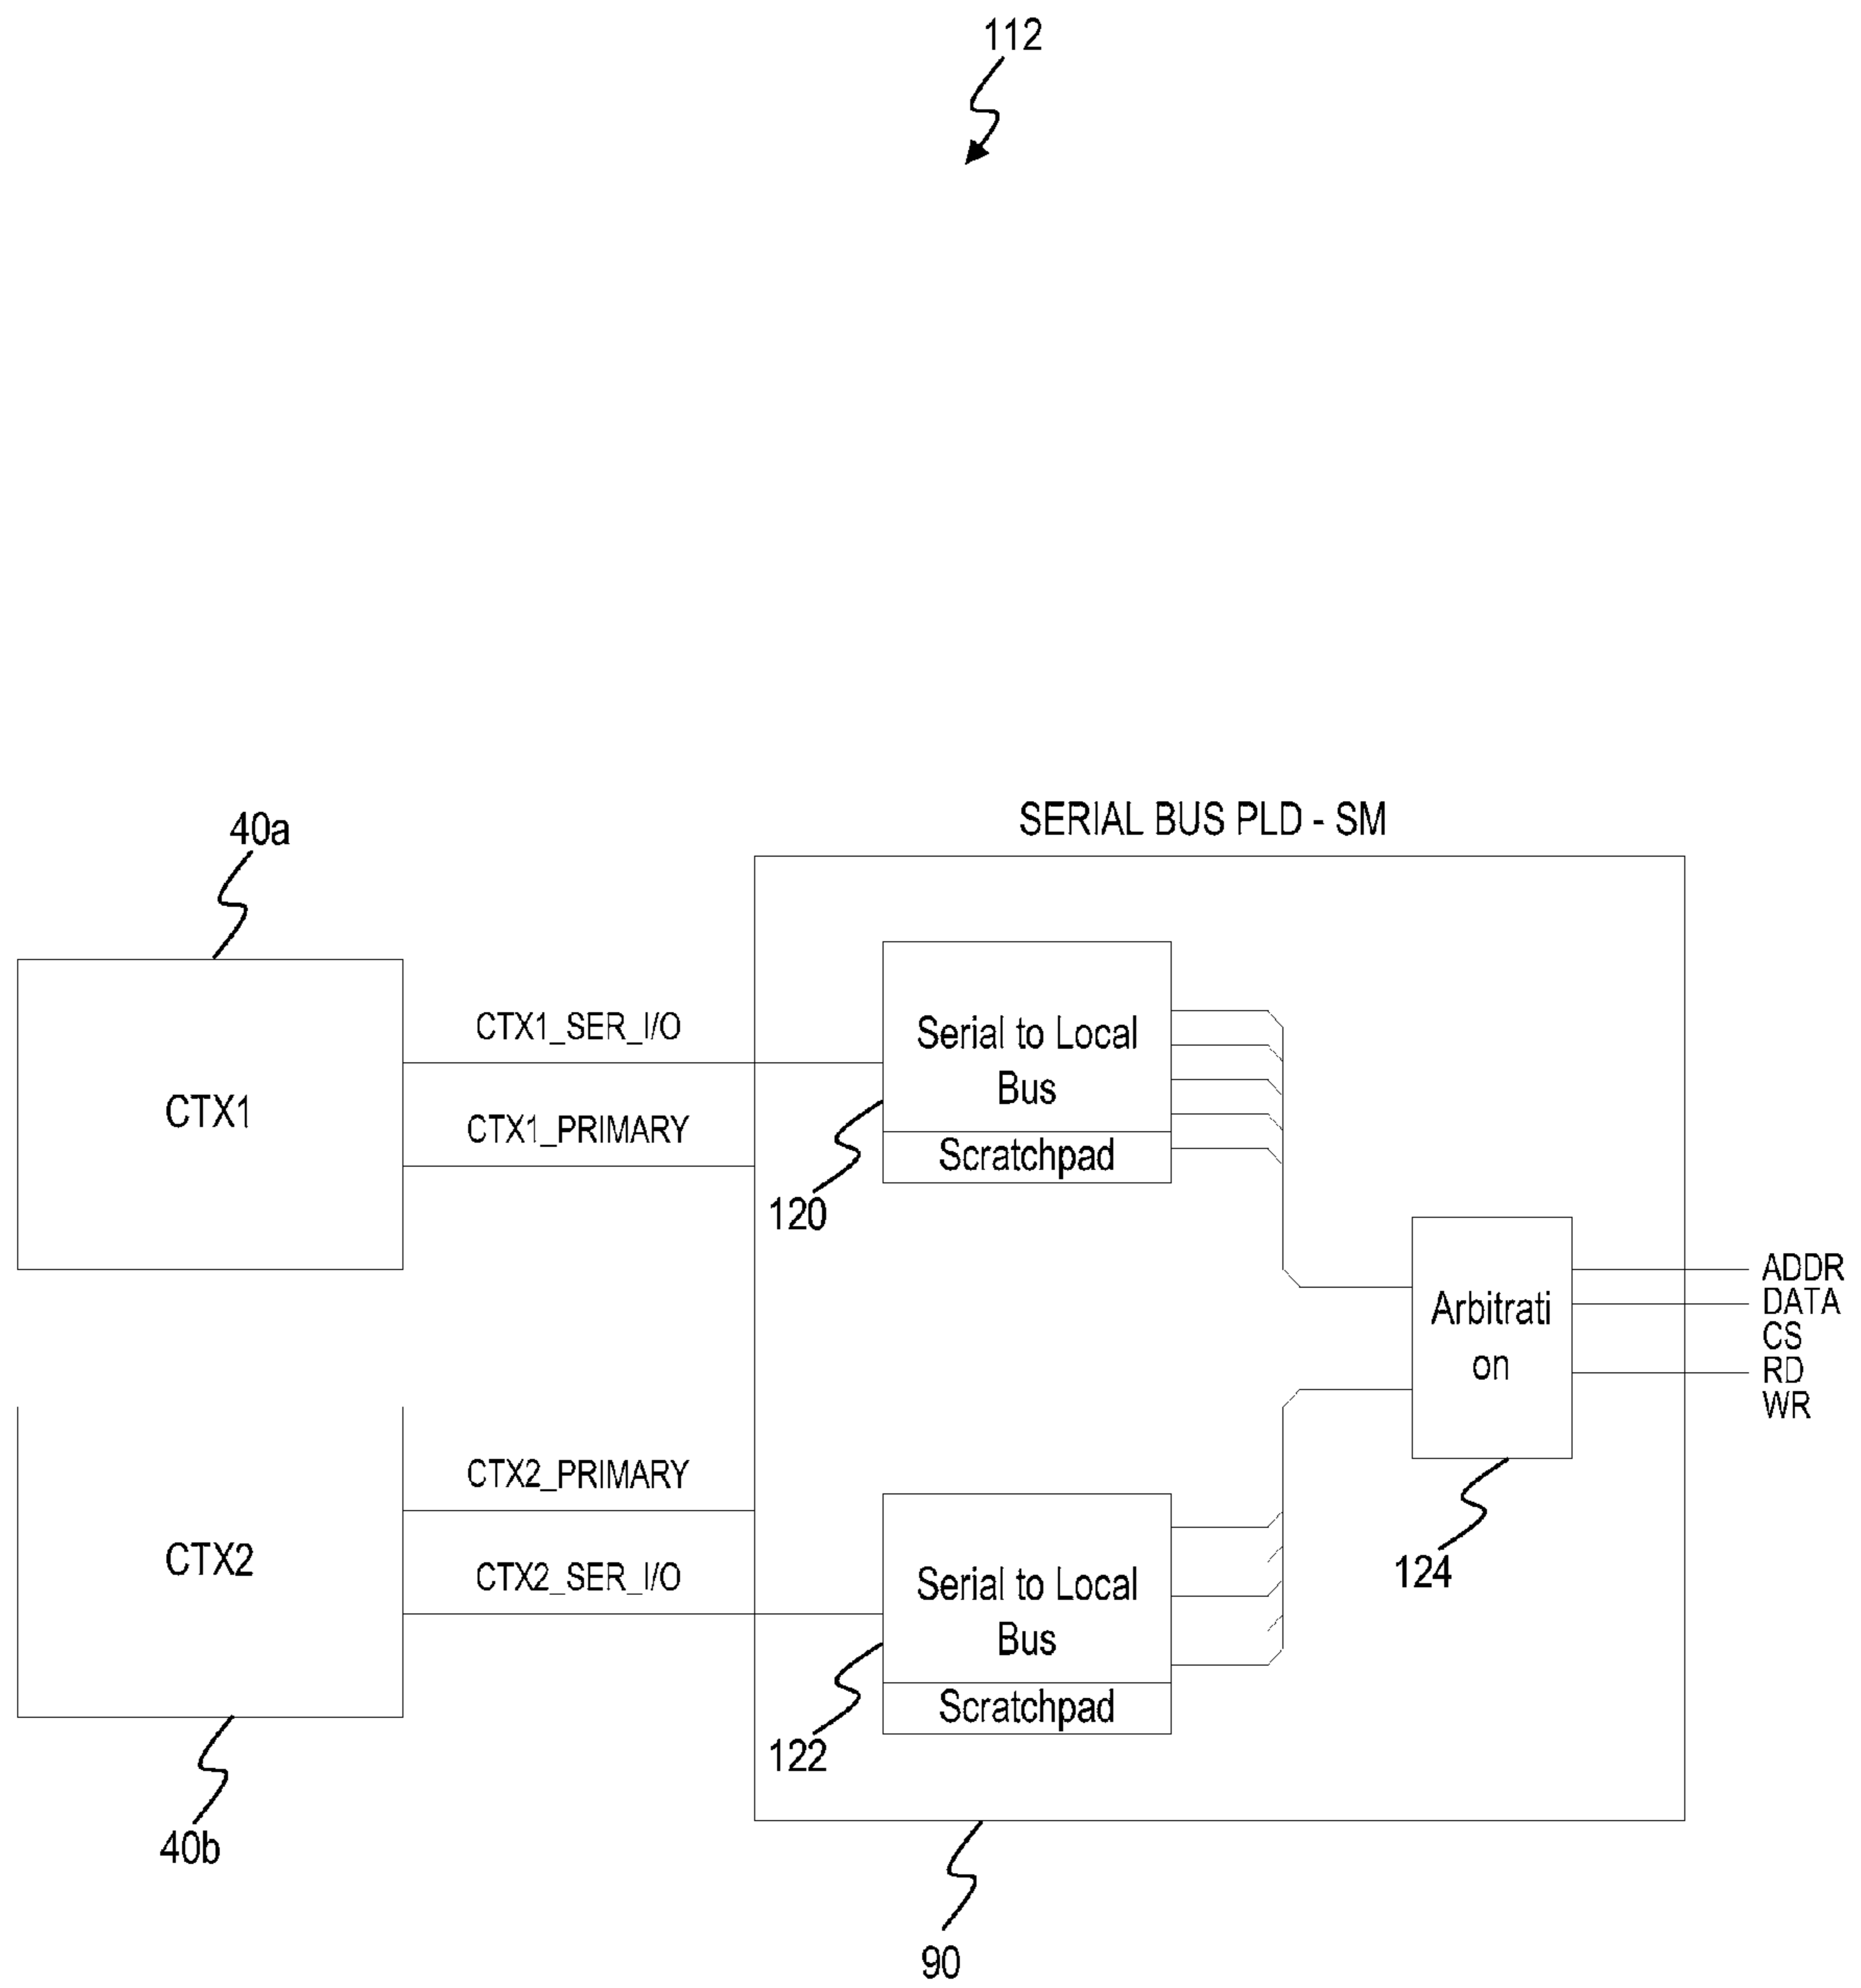 112
40a
SERIAL BUS PLD - SM
CTX1
CTX1_SER_I/O
CTX1_PRIMARY
Serial to Local
Bus
Scratchpad
120
Arbitrati
on
ADDR
DATA
CS
RD
WR
CTX2
CTX2_PRIMARY
CTX2_SER_I/O
Serial to Local
Bus
Scratchpad
124
122
40b
90